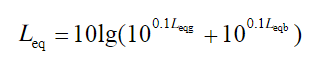 L_eq = 10lg(10^{0.1L_eqg} + 10^{0.1L_eqb})